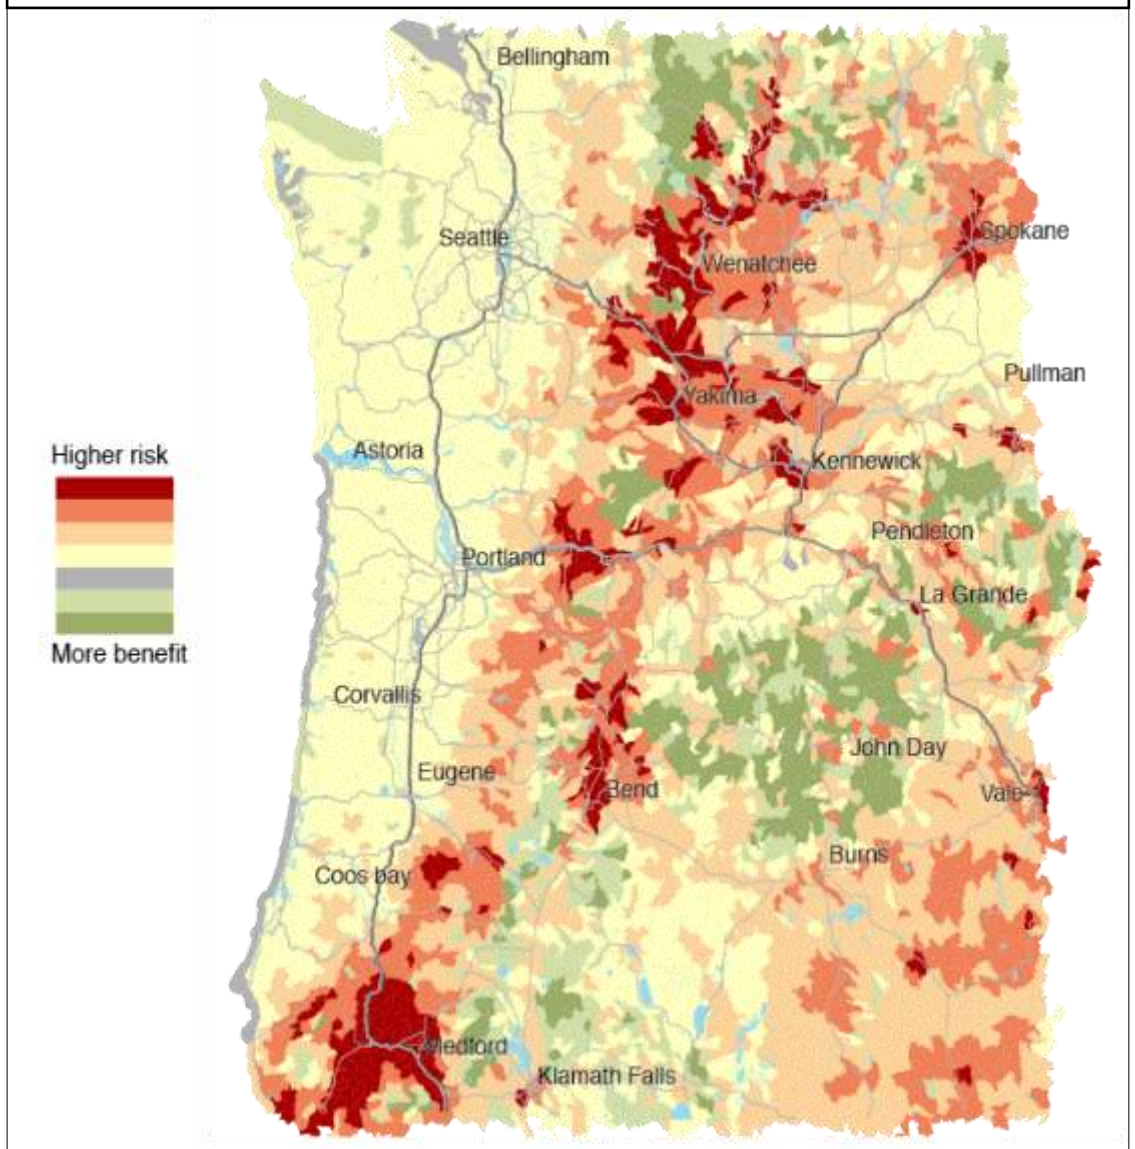 Bellingham
Seattle
Spokane
Wenatchee
Pullman
Yakima
Higher risk
Astoria
Kennewick
Pendleton
Portland
La Grande
More benefit
Corvallis
John Day
Eugene
Bend
Vale
Burns
Coos bay
Medford
Klamath Falls